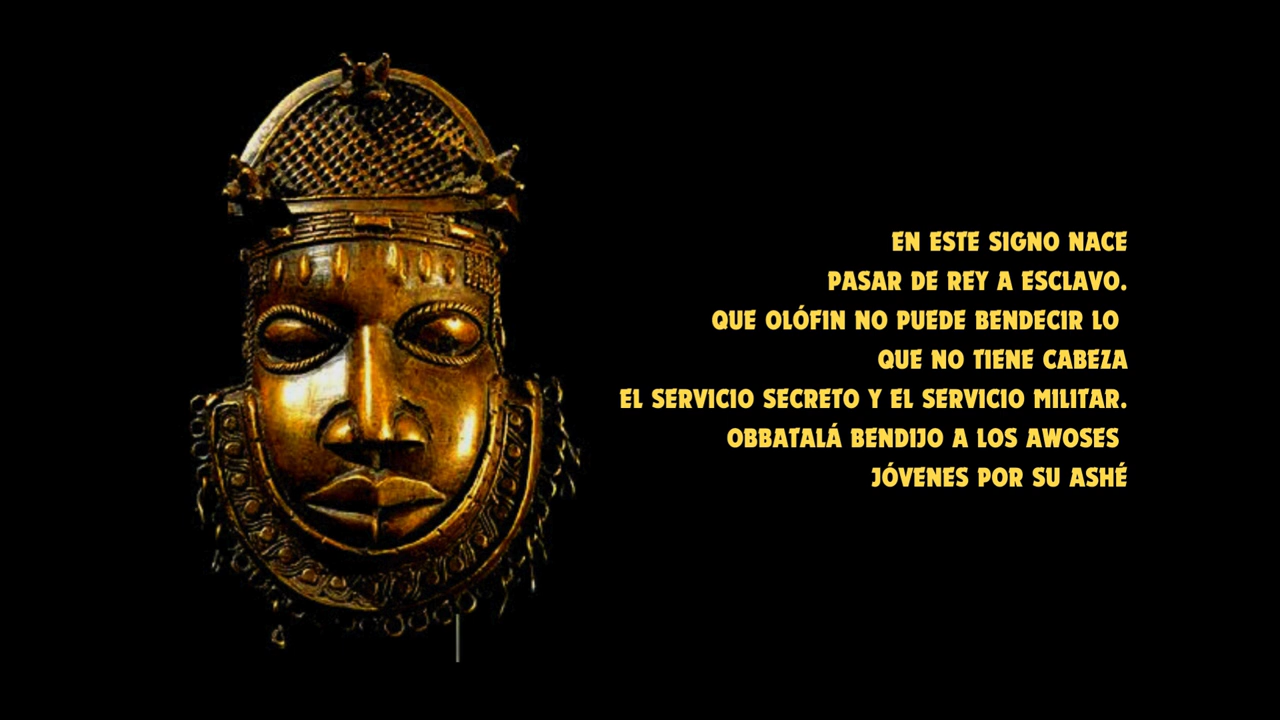 EN ESTE SIGNO NACE
PASAR DE REY A ESCLAVO.
QUE OLÓFIN NO PUEDE BENDECIR LO
QUE NO TIENE CABEZA
EL SERVICIO SECRETO Y EL SERVICIO MILITAR.
OBBATALÁ BENDIJO A LOS AWOSES
JÓVENES POR SU ASHÉ